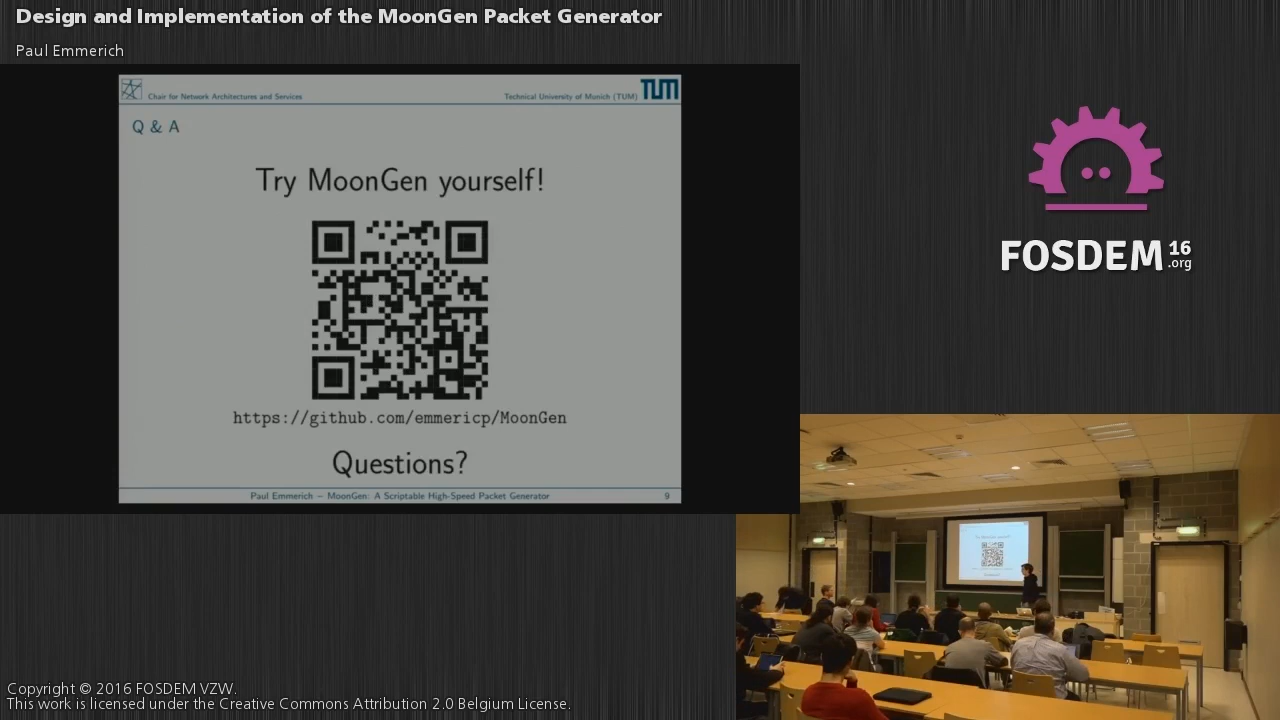 Design and Implementation of the MoonGen Packet Generator
Paul Emmerich
Chair for Network Architectures and Services
Technical University of Munich (TUM)
TUM
Q & A
Try MoonGen yourself!
https://github.com/emmericp/MoonGen
Questions?
Paul Emmerich – MoonGen: A Scriptable High-Speed Packet Generator
9
FOSDEM 16
.org
Copyright © 2016 FOSDEM VZW.
This work is licensed under the Creative Commons Attribution 2.0 Belgium License.